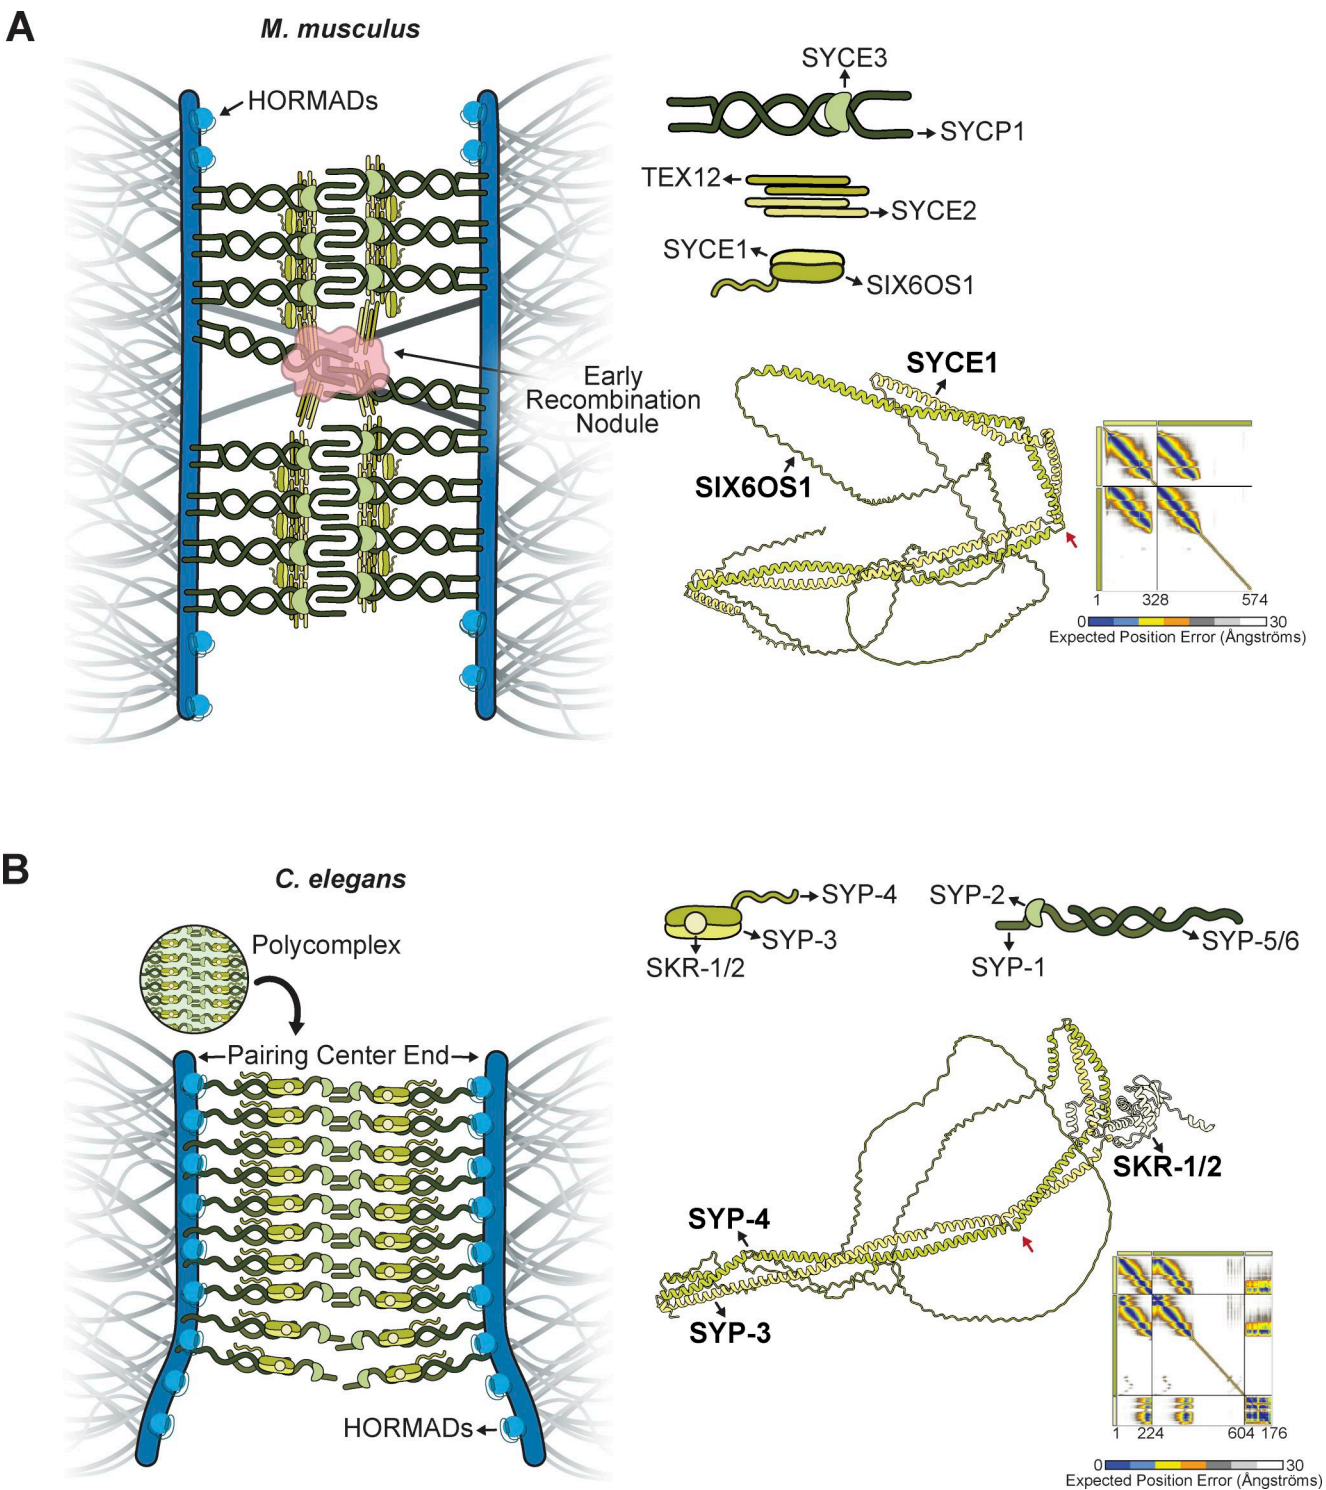 A
M. musculus
HORMADs
SYCE3
SYCP1
TEX12
SYCE2
SYCE1
SIX6OS1
Early
Recombination
Nodule
SYCE1
SIX6OS1
1 328 574
0 30
Expected Position Error (Ångströms)
B
C. elegans
Polycomplex
Pairing Center End
HORMADs
SYP-4
SYP-3
SKR-1/2
SYP-2
SYP-5/6
SYP-1
SKR-1/2
SYP-4
SYP-3
1 224 604 176
0 30
Expected Position Error (Ångströms)